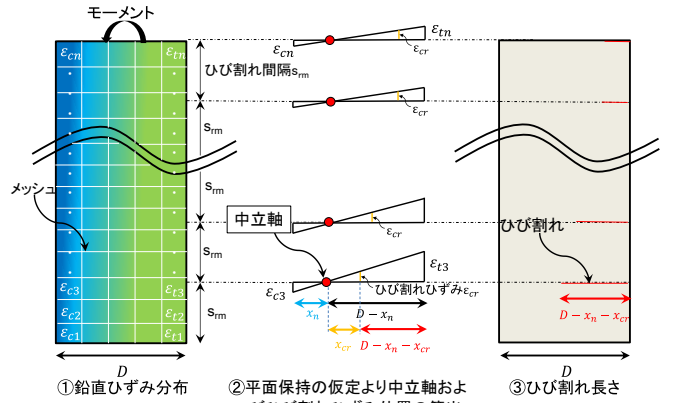 モーメント
ε_cn
ε_tn
ひび割れ間隔s_rm
s_rm
s_rm
s_rm
s_rm
メッシュ
ε_c3
ε_t3
ε_c2
ε_t2
ε_c1
ε_t1
D
①鉛直ひずみ分布
ε_cn
ε_tn
ε_cr
ε_cr
中立軸
ε_cr
ε_c3
ε_t3
ひび割れひずみε_cr
x_n
D − x_n
x_cr
D − x_n − x_cr
②平面保持の仮定より中立軸およ
ひび割れ
D − x_n − x_cr
D
③ひび割れ長さ